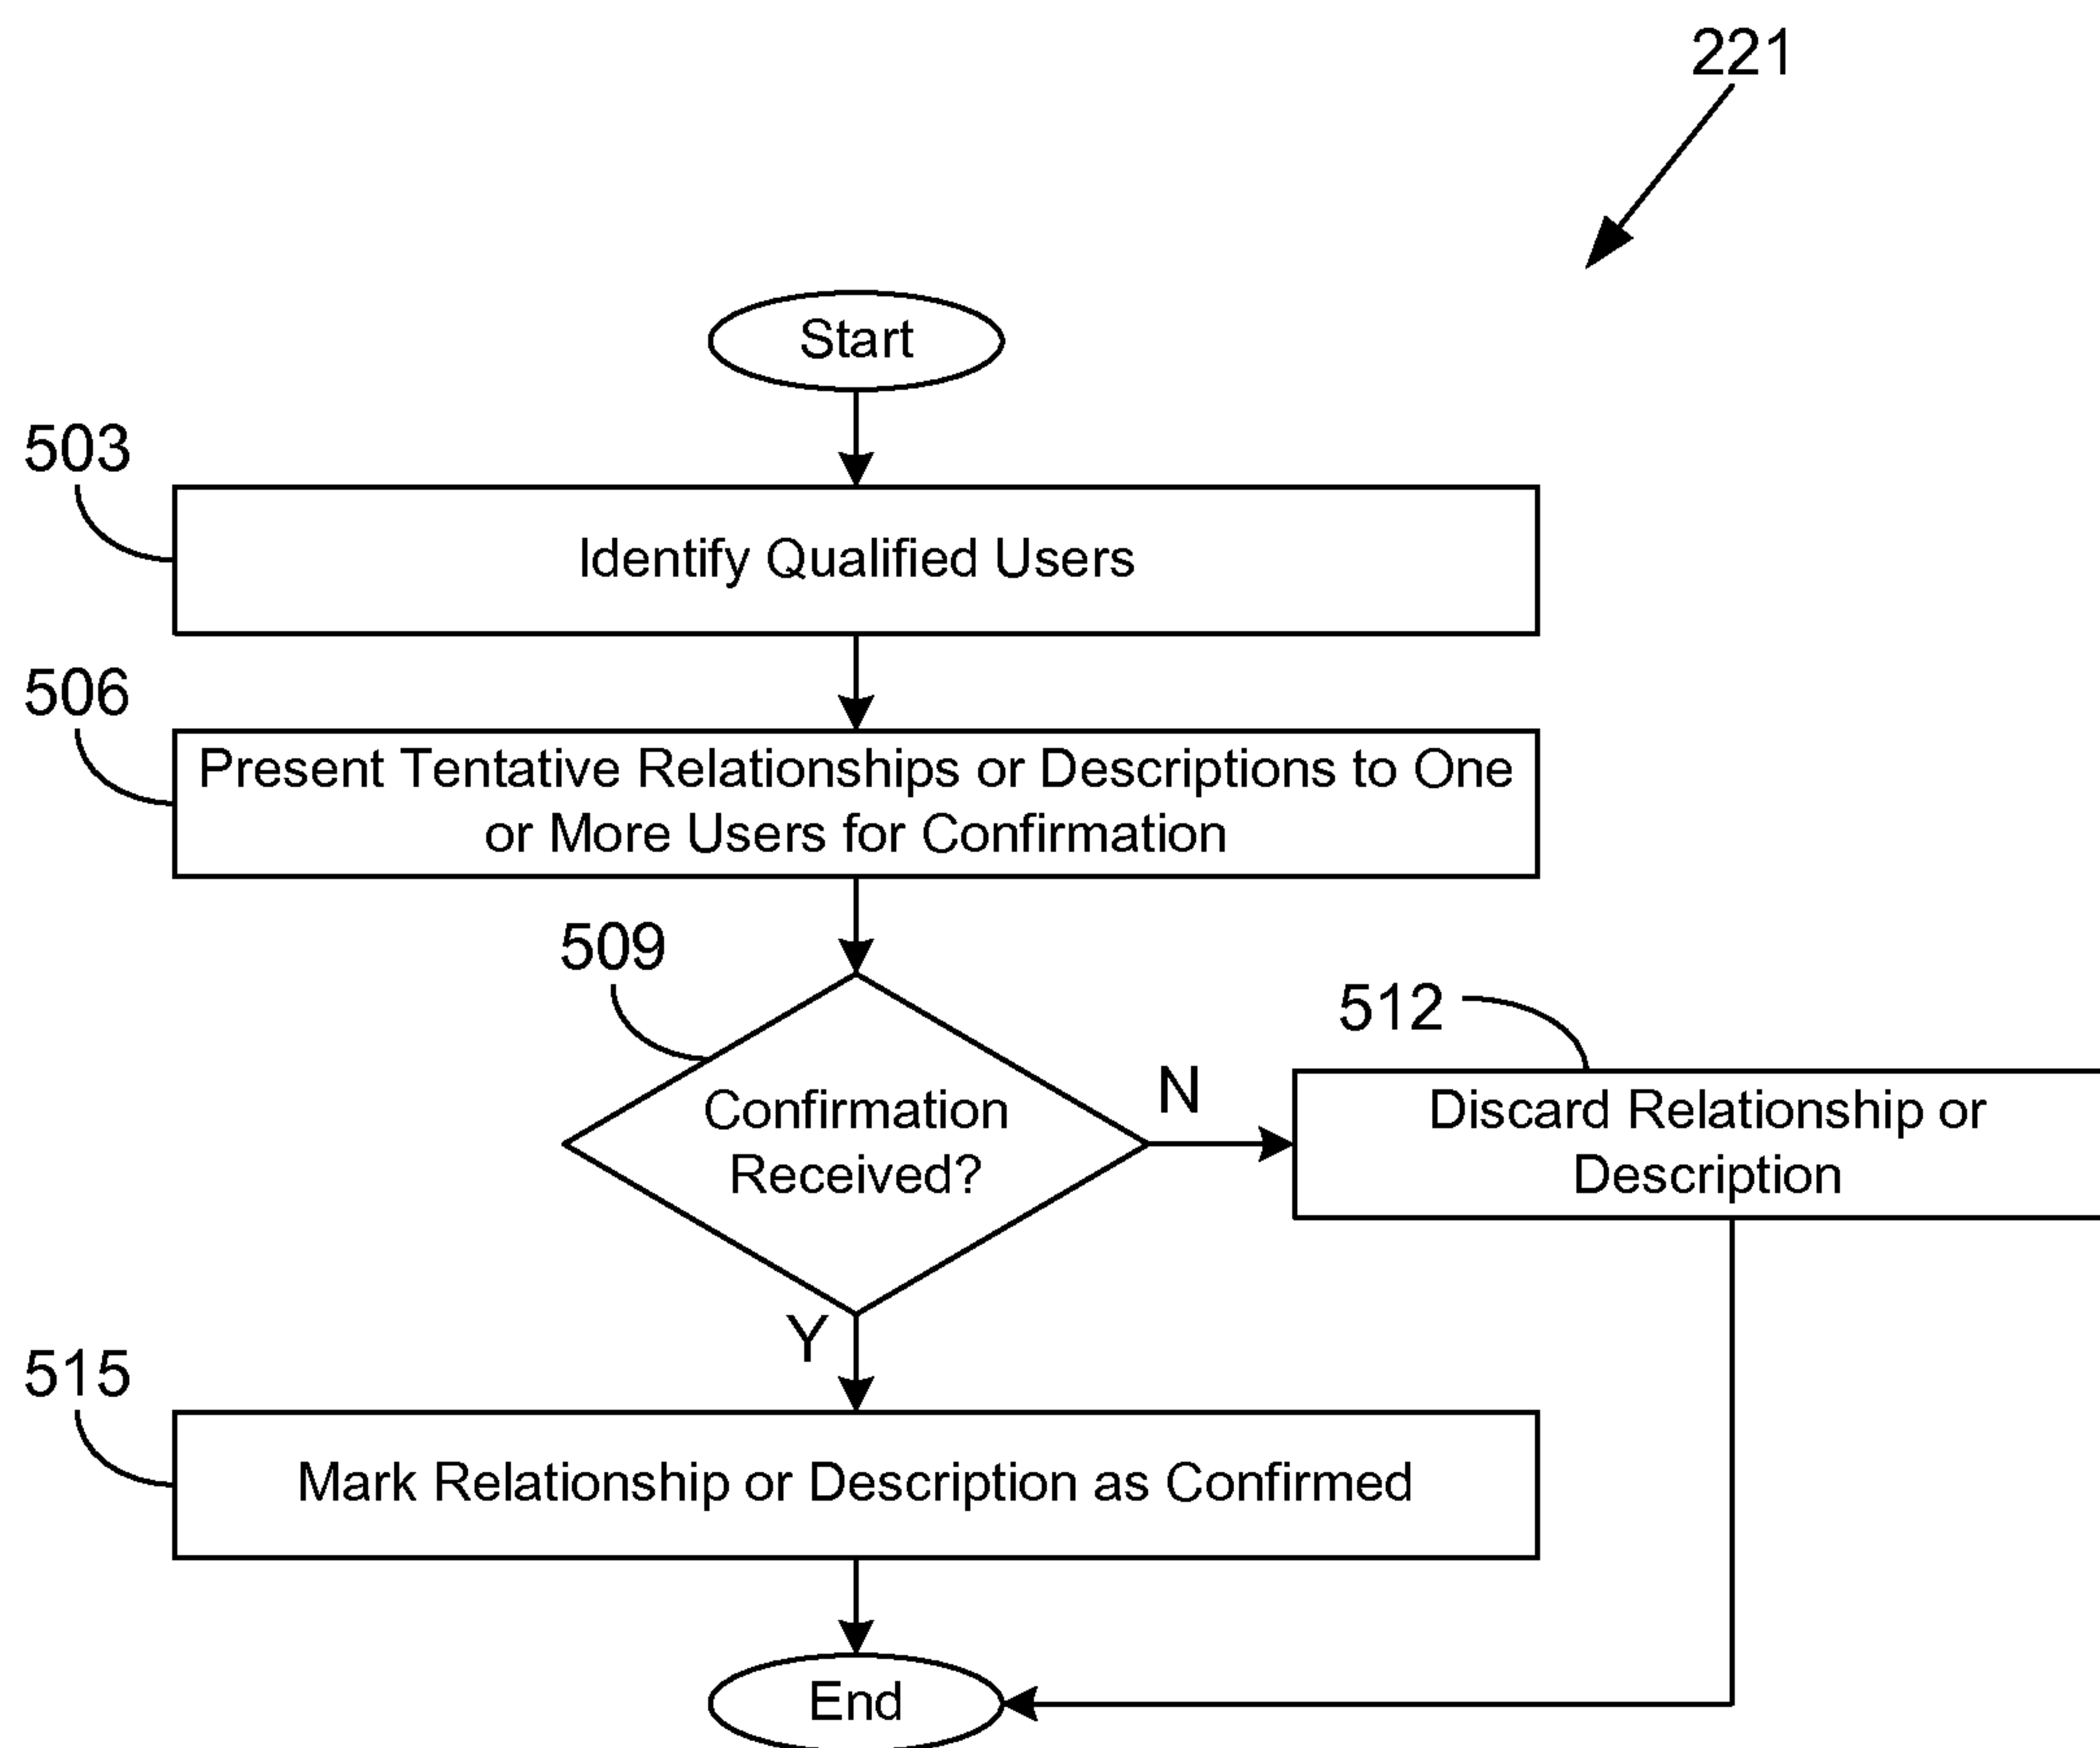 221
Start
503
Identify Qualified Users
506
Present Tentative Relationships or Descriptions to One
or More Users for Confirmation
509
Confirmation
Received?
N
512
Discard Relationship or
Description
Y
515
Mark Relationship or Description as Confirmed
End